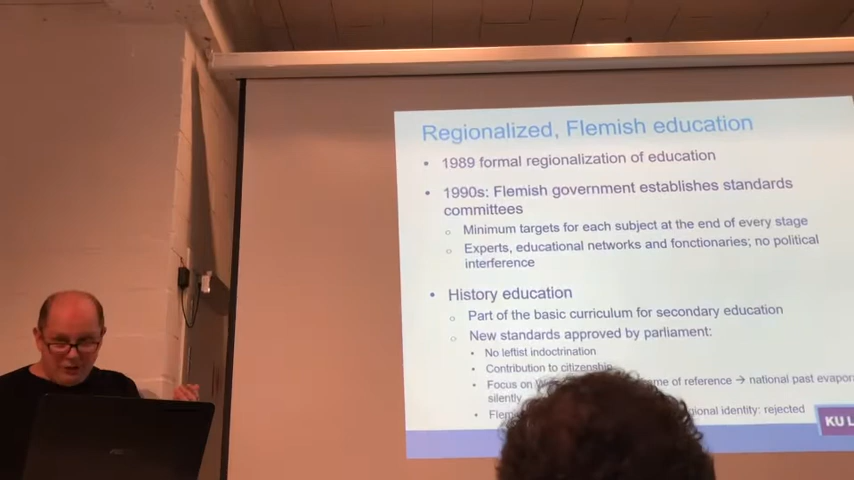 Regionalized, Flemish education
• 1989 formal regionalization of education
• 1990s: Flemish government establishes standards
committees
○ Minimum targets for each subject at the end of every stage
○ Experts, educational networks and functionaries; no political
interference
• History education
○ Part of the basic curriculum for secondary education
○ New standards approved by parliament:
• No leftist indoctrination
• Contribution to citizenship
• Focus on of reference → national past
silently
• identity: rejected
KU